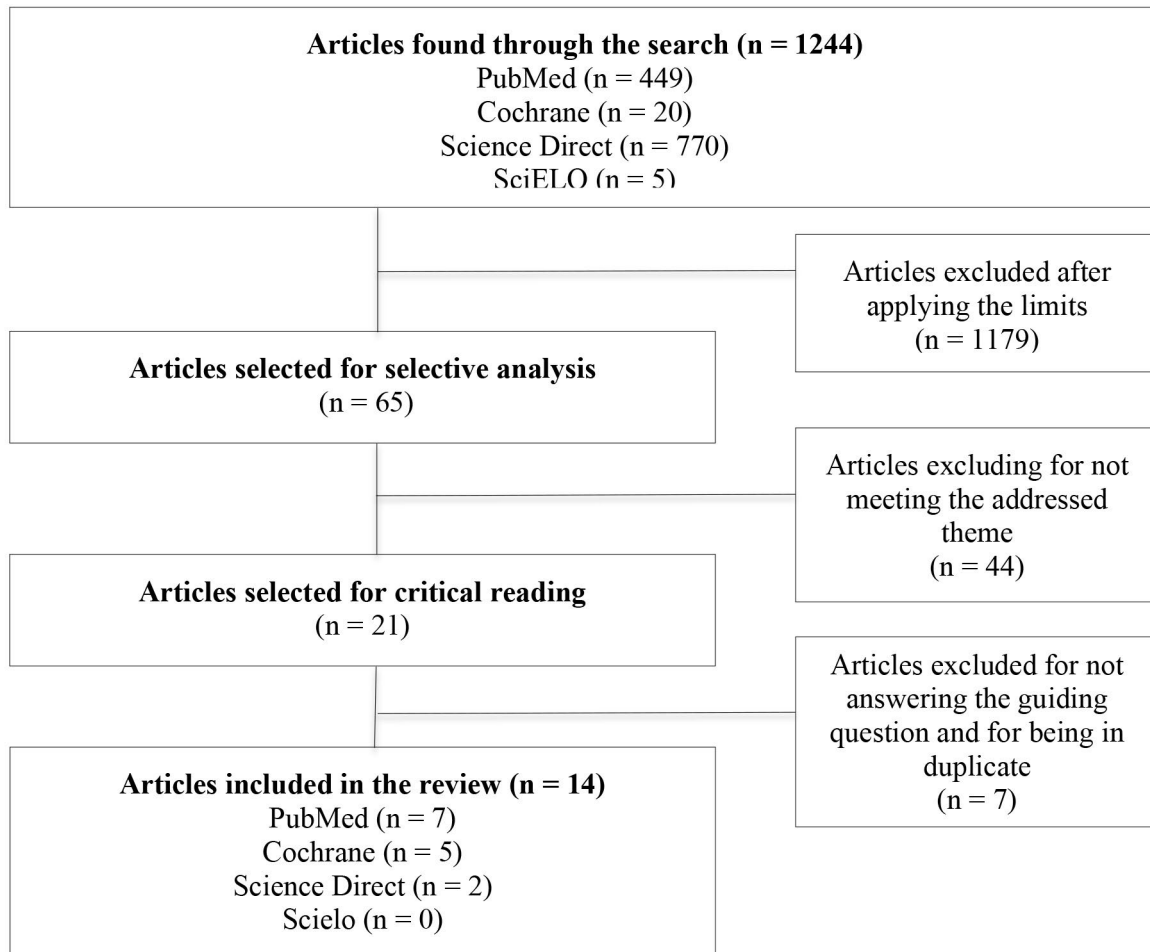 Articles found through the search (n = 1244)
PubMed (n = 449)
Cochrane (n = 20)
Science Direct (n = 770)
SciELO (n = 5)
Articles excluded after
applying the limits
(n = 1179)
Articles selected for selective analysis
(n = 65)
Articles excluding for not
meeting the addressed
theme
(n = 44)
Articles selected for critical reading
(n = 21)
Articles excluded for not
answering the guiding
question and for being in
duplicate
(n = 7)
Articles included in the review (n = 14)
PubMed (n = 7)
Cochrane (n = 5)
Science Direct (n = 2)
Scielo (n = 0)